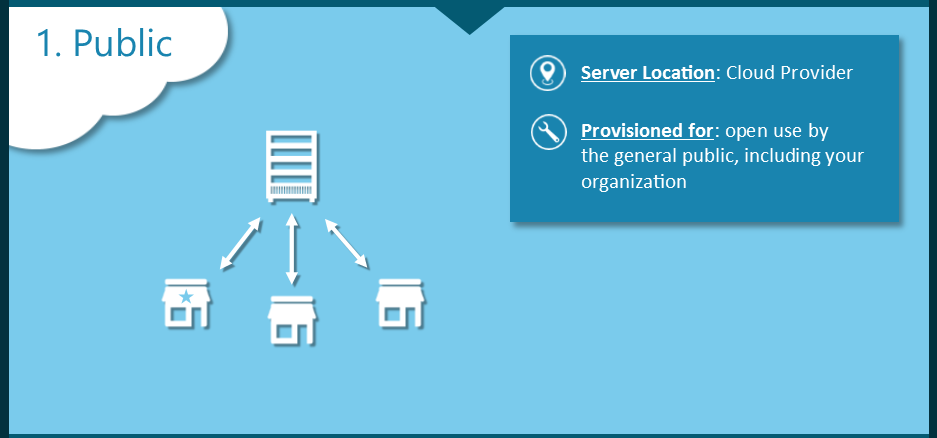 1. Public
Server Location: Cloud Provider
Provisioned for: open use by
the general public, including your
organization